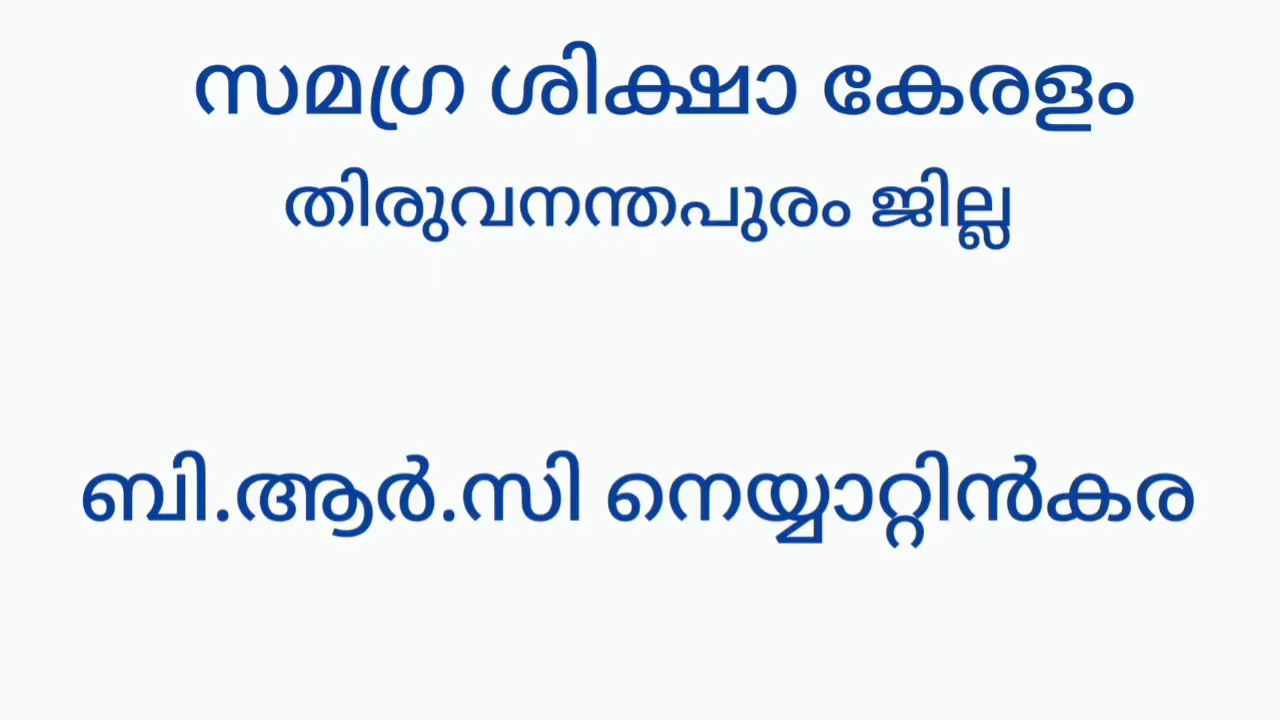 സമഗ്ര ശിക്ഷാ കേരളം
തിരുവനന്തപുരം ജില്ല
ബി.ആർ.സി നെയ്യാറ്റിൻകര